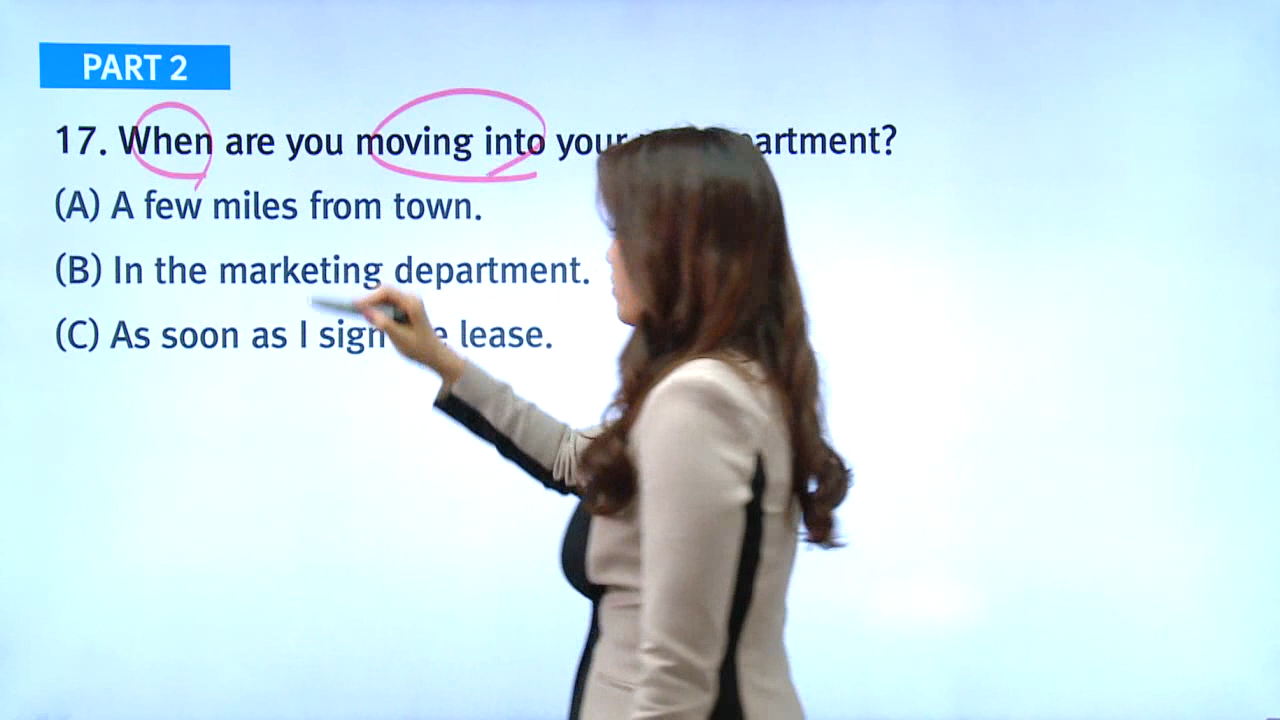 PART 2
17. When are you moving into your artment?
(A) A few miles from town.
(B) In the marketing department.
(C) As soon as I sign e lease.